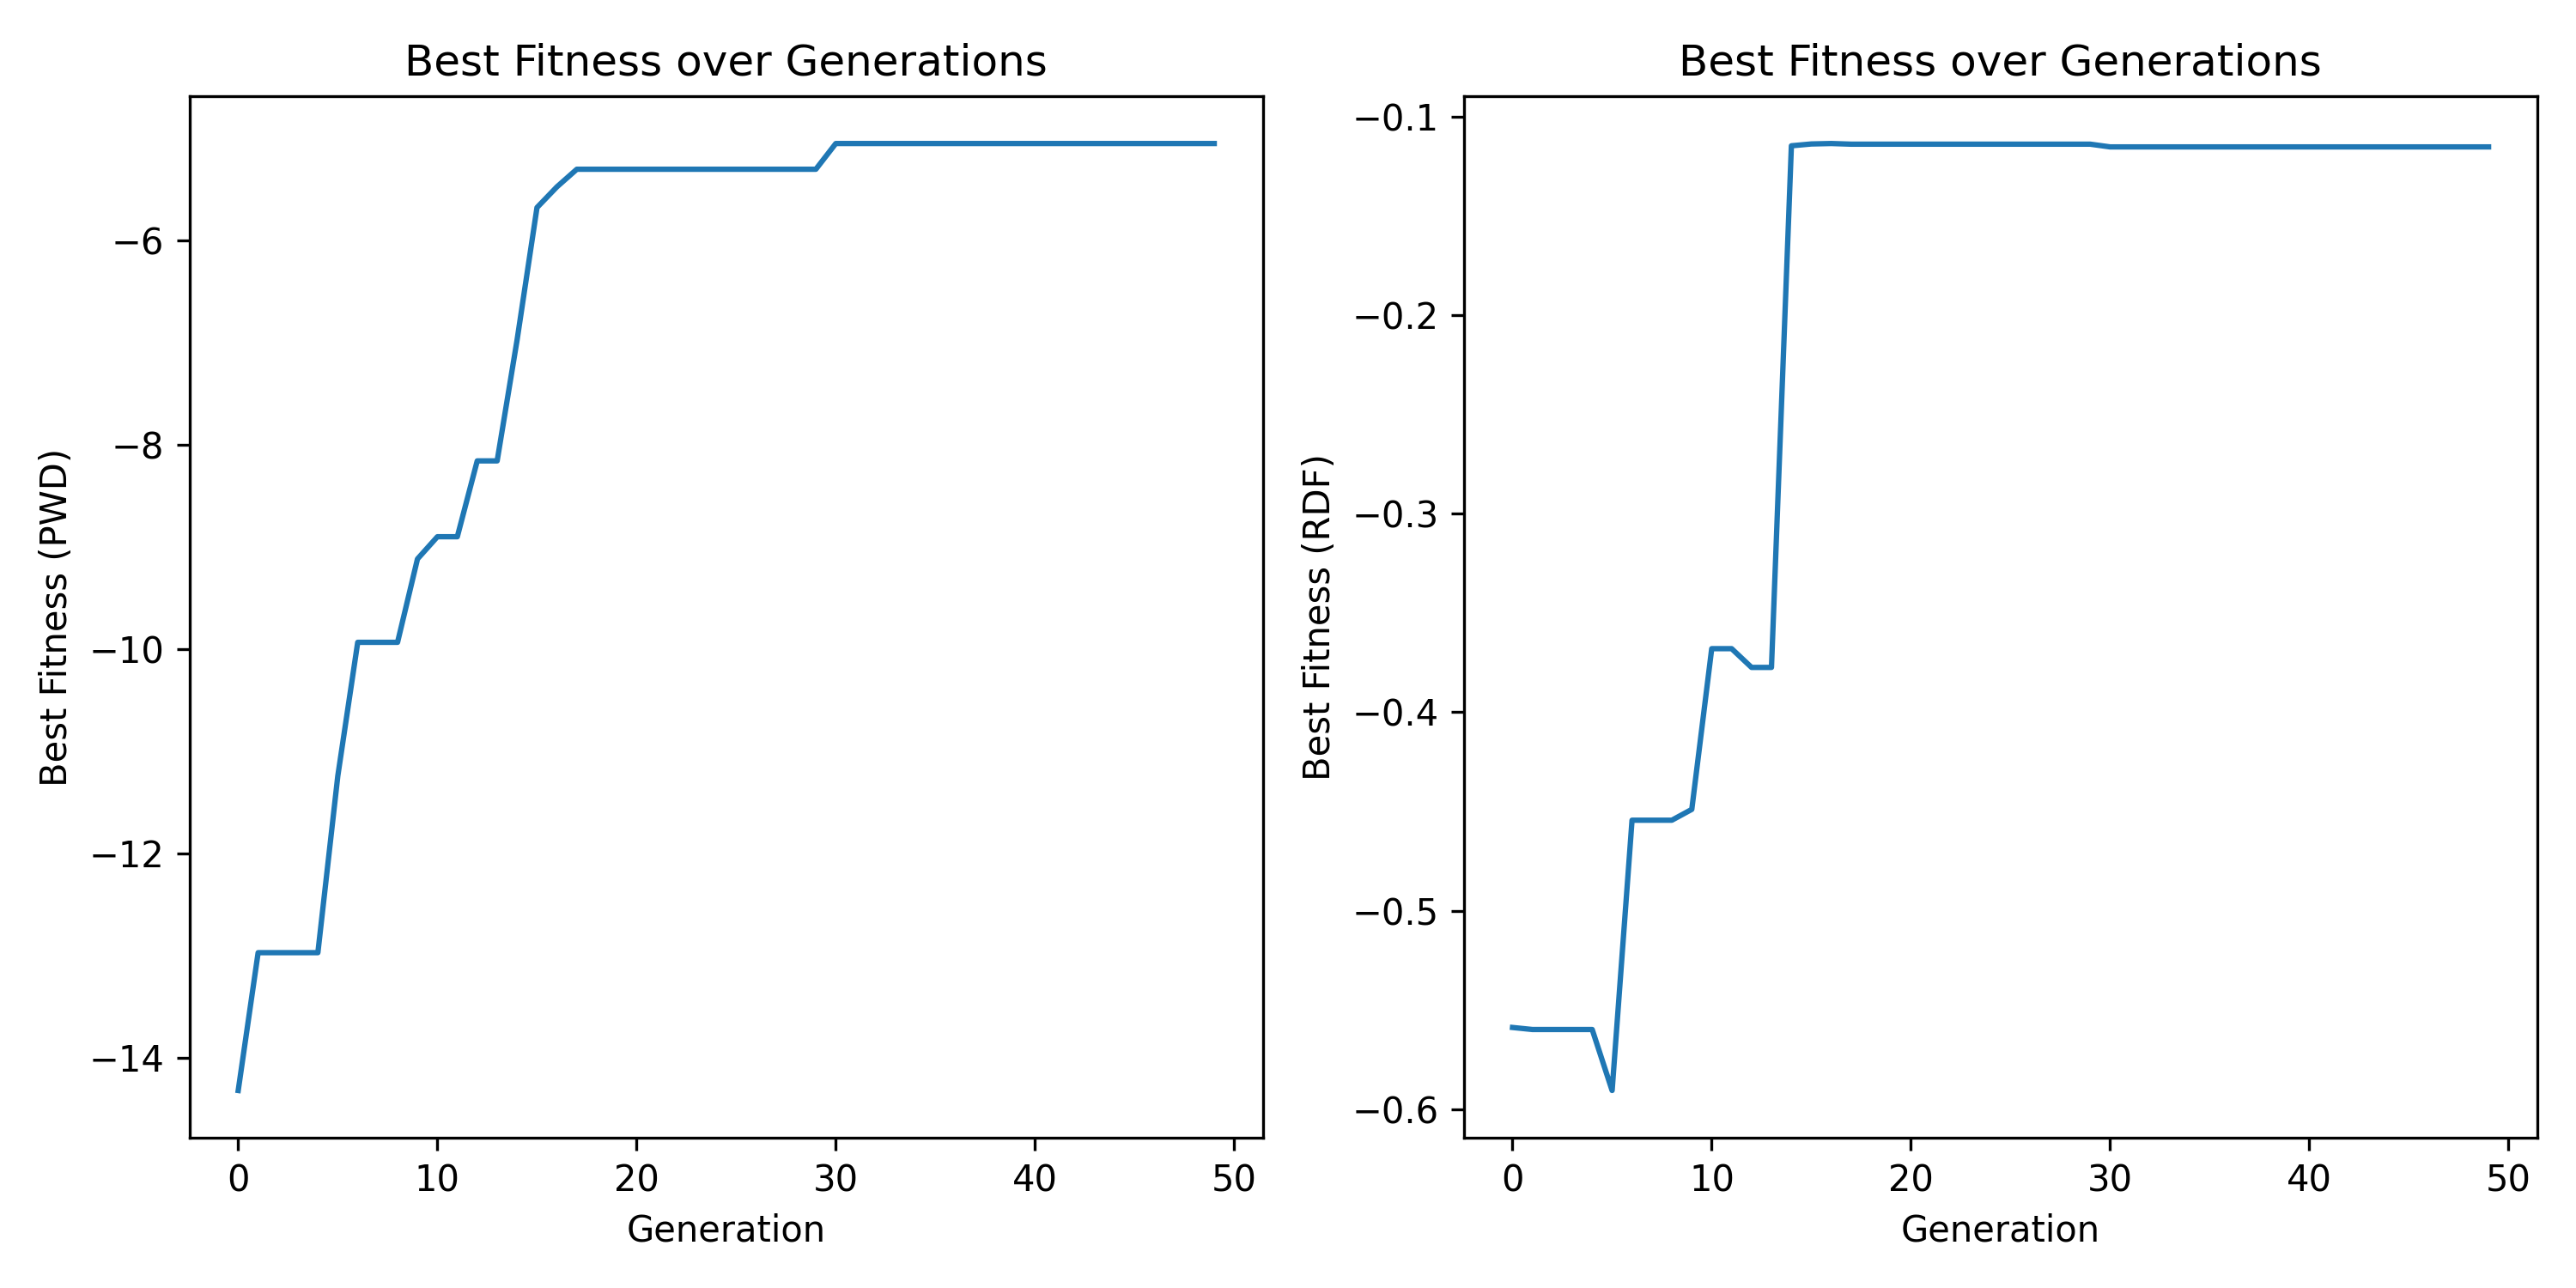 Best Fitness over Generations
Best Fitness (PWD)
−6
−8
−10
−12
−14
0 10 20 30 40 50
Generation
Best Fitness over Generations
Best Fitness (RDF)
−0.1
−0.2
−0.3
−0.4
−0.5
−0.6
0 10 20 30 40 50
Generation